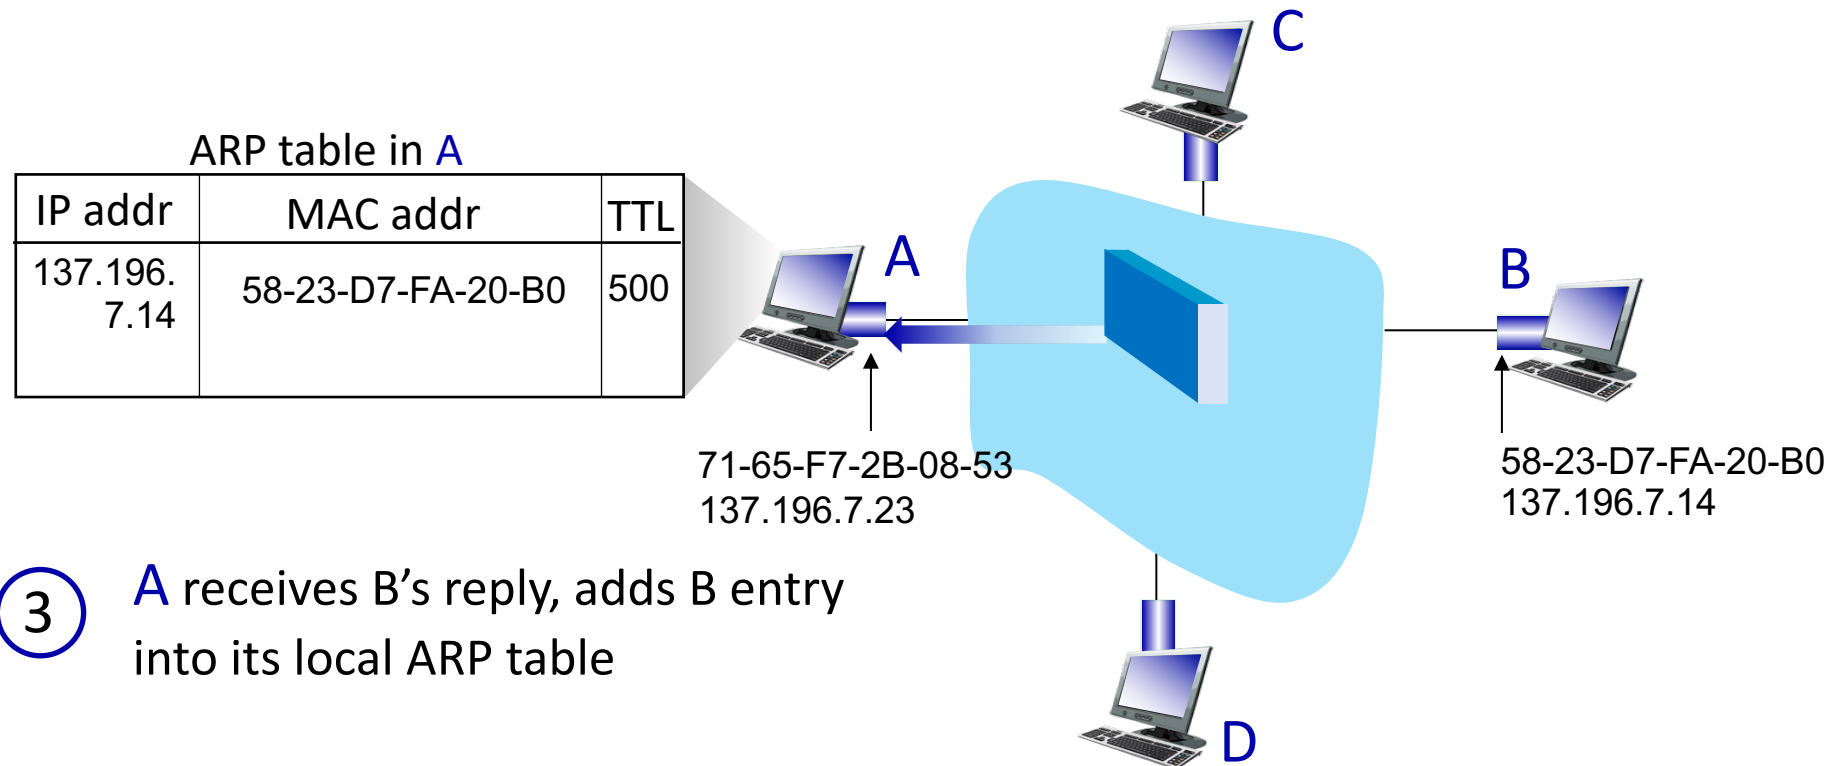 C
ARP table in A
IP addr MAC addr TTL
137.196.
7.14 58-23-D7-FA-20-B0 500
A
B
71-65-F7-2B-08-53
137.196.7.23
58-23-D7-FA-20-B0
137.196.7.14
3 A receives B’s reply, adds B entry
into its local ARP table
D